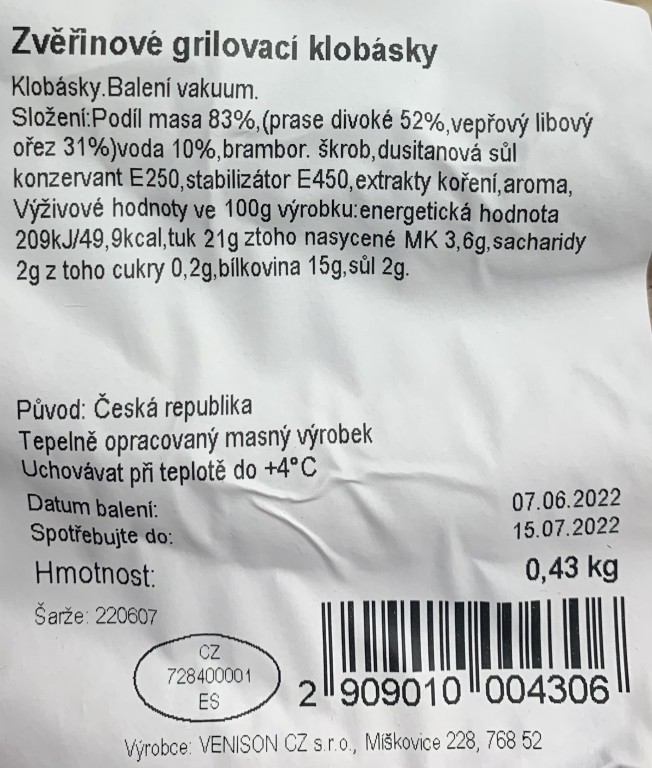 Zvěřinové grilovací klobásky
Klobásky.Balení vakuum.
Složení:Podíl masa 83%,(prase divoké 52%,vepřový libový
ořez 31%)voda 10%,brambor. škrob,dusitanová sůl
konzervant E250,stabilizátor E450,extrakty koření,aroma,
Výživové hodnoty ve 100g výrobku:energetická hodnota
209kJ/49,9kcal,tuk 21g ztoho nasycené MK 3,6g,sacharidy
2g z toho cukry 0,2g,bílkovina 15g,sůl 2g.
Původ: Česká republika
Tepelně opracovaný masný výrobek
Uchovávat při teplotě do +4°C
Datum balení: 07.06.2022
Spotřebujte do: 15.07.2022
Hmotnost: 0,43 kg
Šarže: 220607
CZ
728400001
ES
2 909010 004306
Výrobce: VENISON CZ s.r.o., Míškovice 228, 768 52